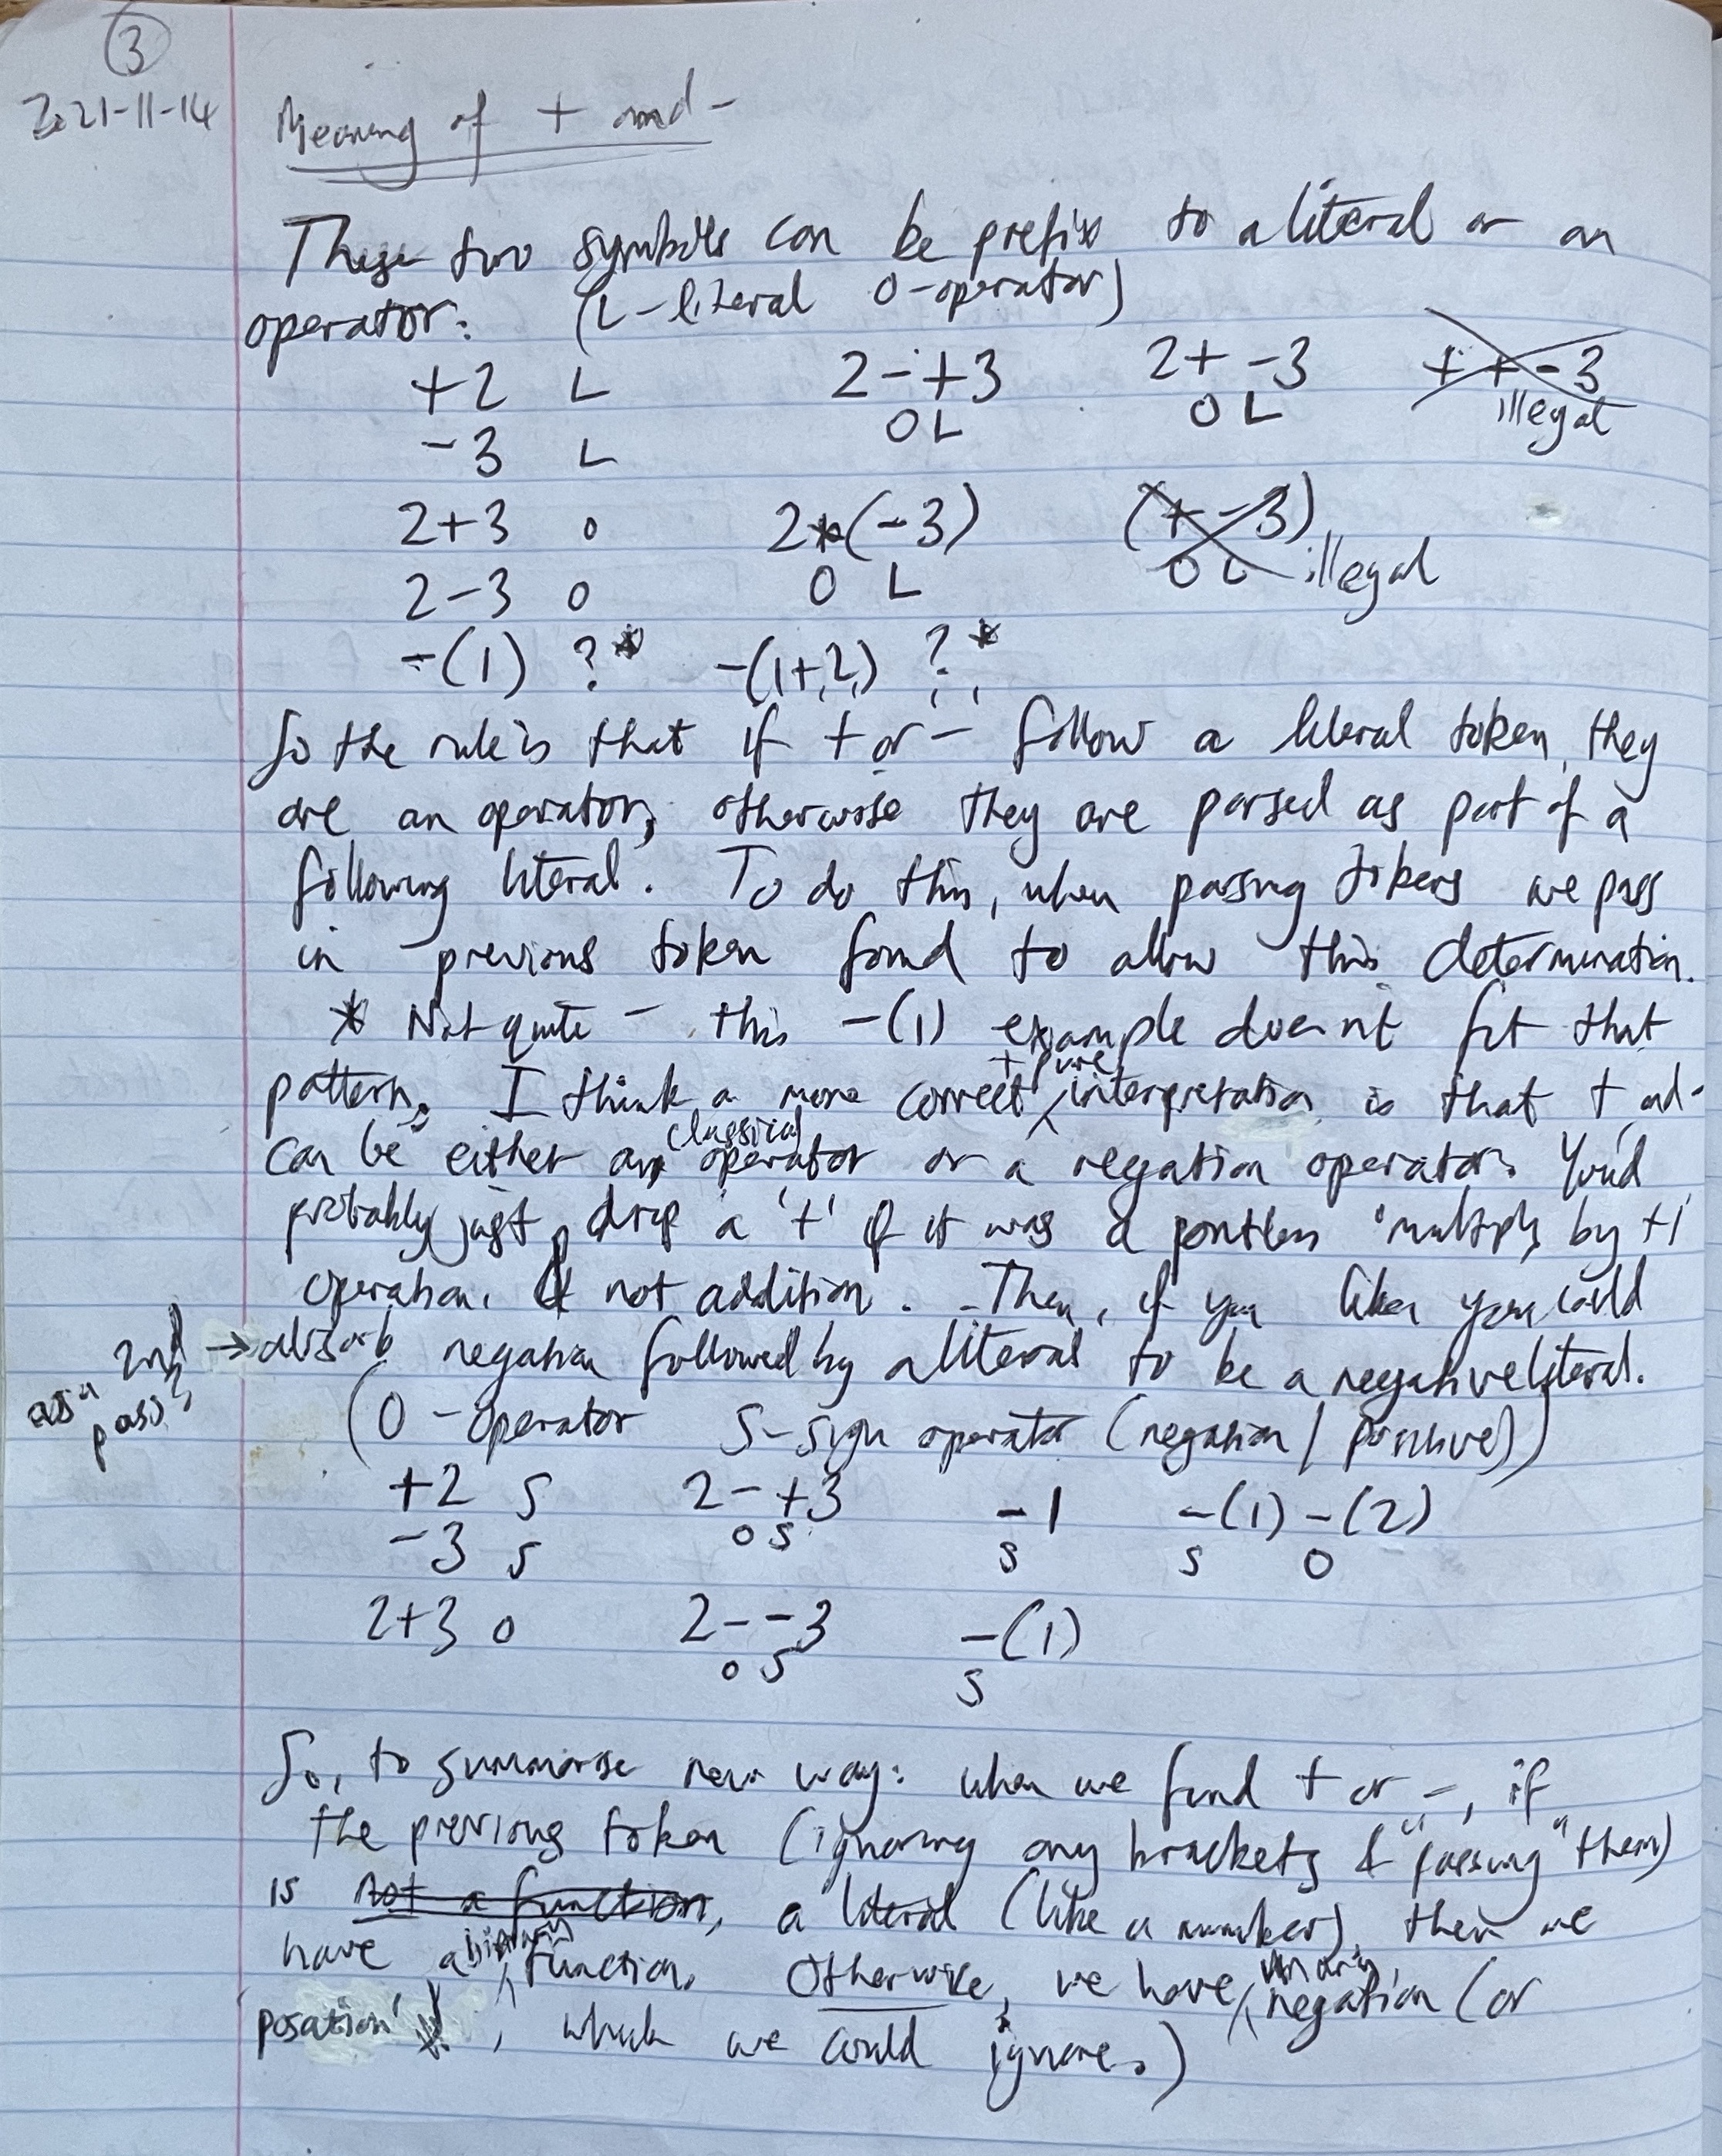 3
2021-11-14
Meaning of + and -
These two symbols can be prefix to a literal or an
operator: (L-literal O-operator)
+2 L 2-+3 2+-3 ++-3
OL OL illegal
-3 L
2+3 O 2*(-3) (+-3)
2-3 O O L O L illegal
-(1) ?* -(1+2) ?*
So the rule is that if + or - follow a literal token, they
are an operator, otherwise they are parsed as part of a
following literal. To do this, when parsing tokens we pass
in previous token found to allow this determination.
* Not quite - this -(1) example doesn't fit that
pattern. I think a more correct + pure interpretation is that + and -
can be either an classical operator or a negation operator. You'd
probably just drop a '+' if it was a pointless 'multiply by +1'
operation, & not addition. Then, if you like, you could
as a 2nd pass? → absorb negation followed by a literal to be a negative literal.
(O-operator S-sign operator (negation / positive))
+2 S 2-+3 -1 -(1)-(2)
O S S S O
-3 S
2+3 O 2--3 -(1)
O S S
So, to summarise new way: when we find + or -, if
the previous token (ignoring any brackets & "passing" them)
is not a function, a literal (like a number), then we
have a binary function. Otherwise, we have unary negation (or
'posation', which we could ignore.)